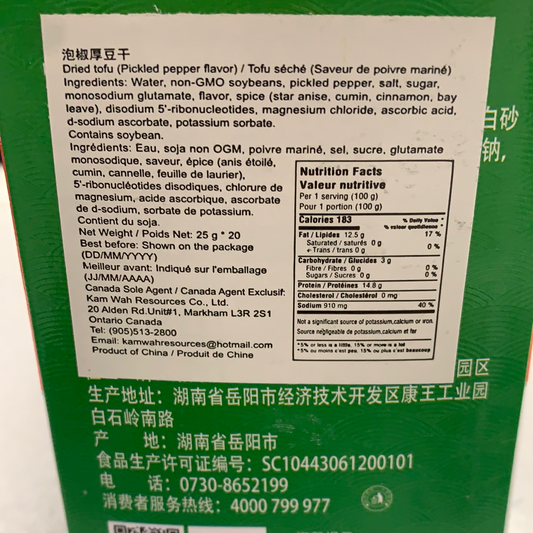 泡椒厚豆干
Dried tofu (Pickled pepper flavor) / Tofu séché (Saveur de poivre mariné)
Ingredients: Water, non-GMO soybeans, pickled pepper, salt, sugar,
monosodium glutamate, flavor, spice (star anise, cumin, cinnamon, bay
leave), disodium 5'-ribonucleotides, magnesium chloride, ascorbic acid,
d-sodium ascorbate, potassium sorbate.
Contains soybean.
Ingrédients: Eau, soja non OGM, poivre mariné, sel, sucre, glutamate
monosodique, saveur, épice (anis étoilé,
cumin, cannelle, feuille de laurier),
5'-ribonucléotides disodiques, chlorure de
magnesium, acide ascorbique, ascorbate
de d-sodium, sorbate de potassium.
Contient du soja.
Net Weight / Poids Net: 25 g * 20
Best before: Shown on the package
(DD/MM/YYYY)
Meilleur avant: Indiqué sur l'emballage
(JJ/MM/AAAA)
Canada Sole Agent / Canada Agent Exclusif:
Kam Wah Resources Co., Ltd.
20 Alden Rd.Unit#1, Markham L3R 2S1
Ontario Canada
Tel: (905)513-2800
Email: kamwahresources@hotmail.com
Product of China / Produit de Chine
Nutrition Facts
Valeur nutritive
Per 1 serving (100 g)
Pour 1 portion (100 g)
Calories 183
% Daily Value *
% valeur quotidienne *
Fat / Lipides 12.5 g 17 %
Saturated / saturés 0 g
+ Trans / trans 0 g 0 %
Carbohydrate / Glucides 3 g
Fibre / Fibres 0 g 0 %
Sugars / Sucres 0 g 0 %
Protein / Protéines 14.8 g
Cholesterol / Cholestérol 0 mg
Sodium 910 mg 40 %
Not a significant source of potassium,calcium or iron.
Source négligeable de potassium,calcium et fer
*5% or less is a little, 15% or more is a lot
*5% ou moins c'est peu, 15% ou plus c'est beaucoup
白砂
钠,
园区
生产地址: 湖南省岳阳市经济技术开发区康王工业园
白石岭南路
产 地: 湖南省岳阳市
食品生产许可证编号: SC10443061200101
电 话: 0730-8652199
消费者服务热线: 4000 799 977